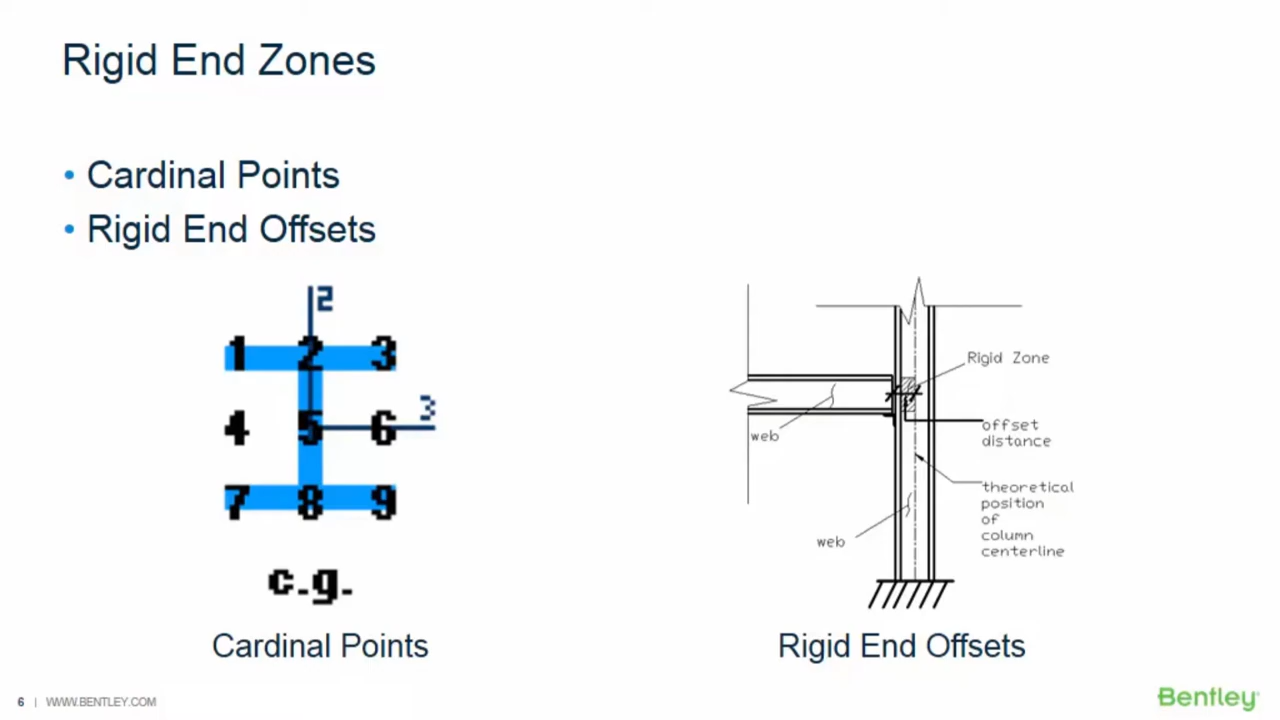 Rigid End Zones
• Cardinal Points
• Rigid End Offsets
2
1 2 3
3
4 5 6
7 8 9
c.g.
Cardinal Points
Rigid Zone
offset
distance
web
theoretical
position
of
column
centerline
web
Rigid End Offsets
6 | WWW.BENTLEY.COM
Bentley